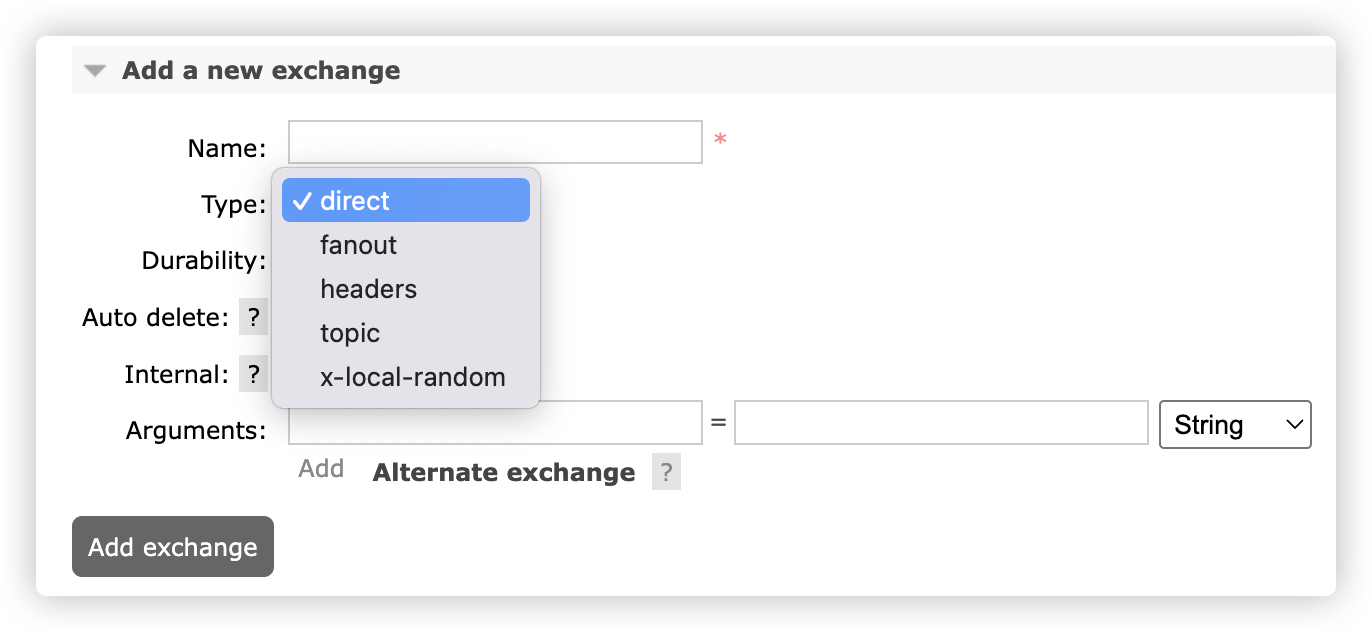 Add a new exchange
Name: *
Type: ✓ direct
fanout
Durability:
headers
Auto delete: ?
topic
Internal: ?
x-local-random
Arguments: = String
Add Alternate exchange ?
Add exchange